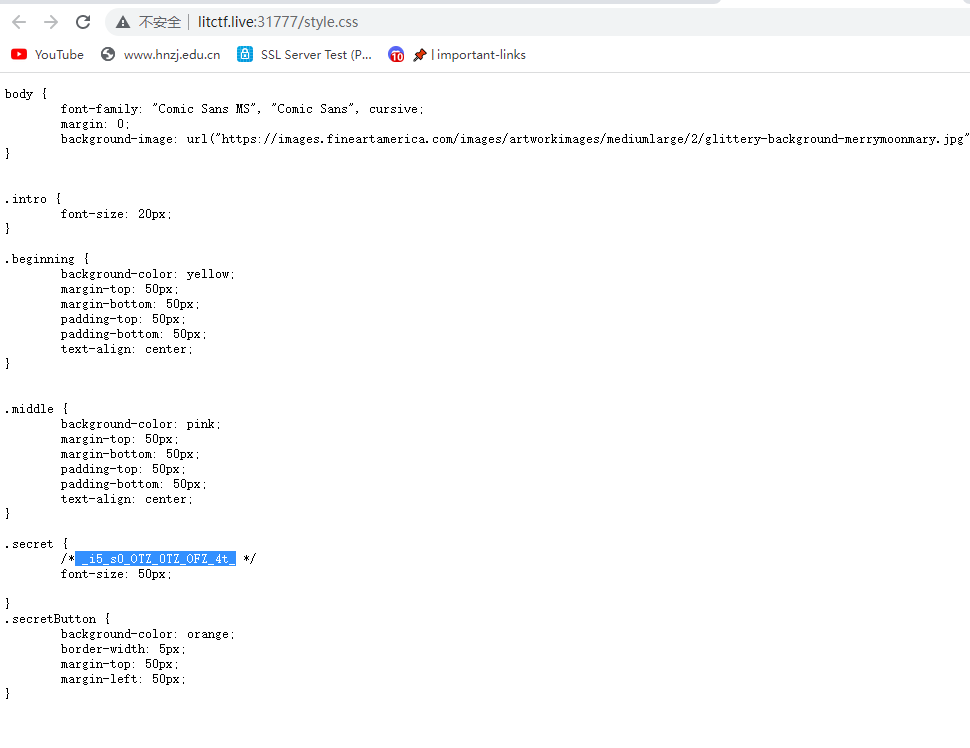 不安全 | litctf.live:31777/style.css
YouTube www.hnzj.edu.cn SSL Server Test (P... 10 | important-links
body {
font-family: "Comic Sans MS", "Comic Sans", cursive;
margin: 0;
background-image: url("https://images.fineartamerica.com/images/artworkimages/mediumlarge/2/glittery-background-merrymoonmary.jpg"
}
.intro {
font-size: 20px;
}
.beginning {
background-color: yellow;
margin-top: 50px;
margin-bottom: 50px;
padding-top: 50px;
padding-bottom: 50px;
text-align: center;
}
.middle {
background-color: pink;
margin-top: 50px;
margin-bottom: 50px;
padding-top: 50px;
padding-bottom: 50px;
text-align: center;
}
.secret {
/* _i5_s0_OTZ_OTZ_OFZ_4t_ */
font-size: 50px;
}
.secretButton {
background-color: orange;
border-width: 5px;
margin-top: 50px;
margin-left: 50px;
}